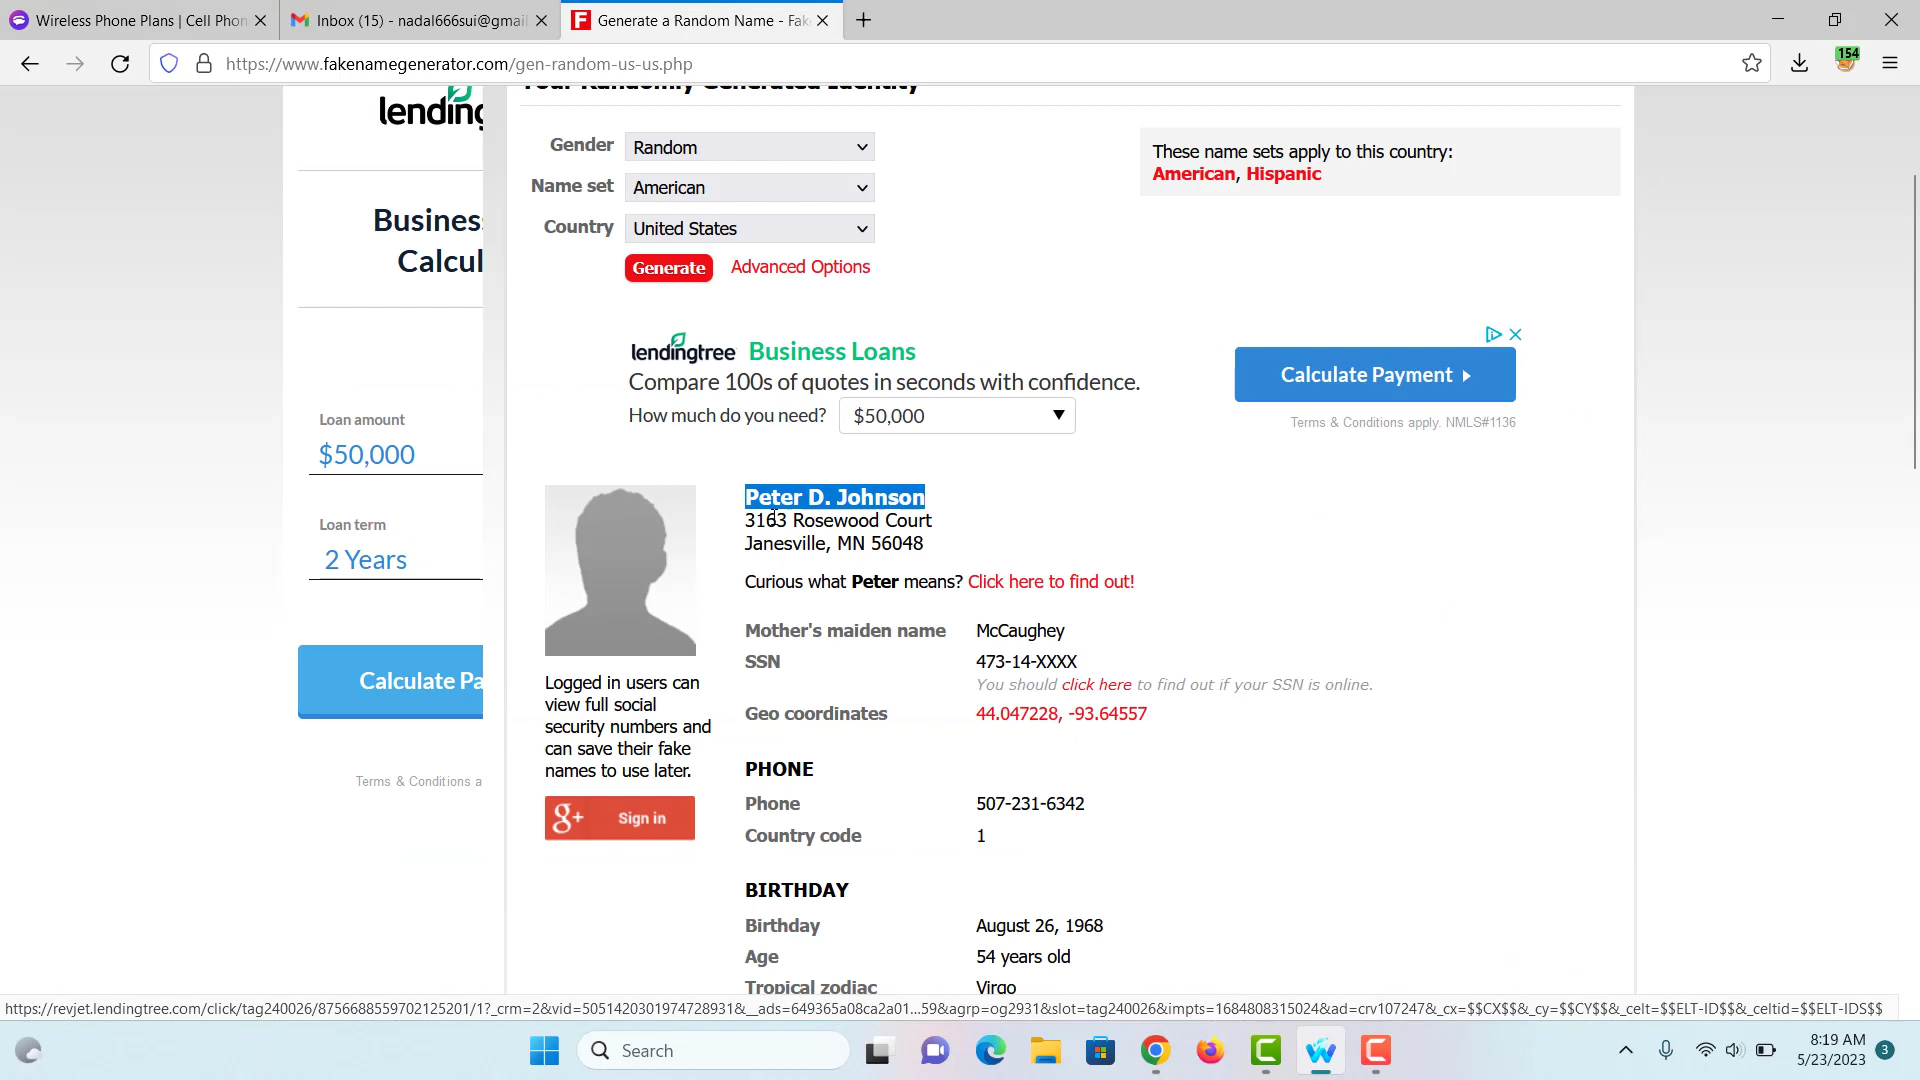 Wireless Phone Plans | Cell Phon
Inbox (15) - nadal666sui@gmail
Generate a Random Name - Fak
https://www.fakenamegenerator.com/gen-random-us-us.php
154
Your Randomly Generated Identity
lending
Gender
Random
Name set
American
Country
United States
Generate
Advanced Options
These name sets apply to this country:
American, Hispanic
Business
Calcul
Loan amount
$50,000
Loan term
2 Years
Calculate Pa
Terms & Conditions a
lendingtree Business Loans
Compare 100s of quotes in seconds with confidence.
How much do you need?
$50,000
Calculate Payment
Terms & Conditions apply. NMLS#1136
Peter D. Johnson
3163 Rosewood Court
Janesville, MN 56048
Curious what Peter means? Click here to find out!
Mother's maiden name
McCaughey
SSN
473-14-XXXX
You should click here to find out if your SSN is online.
Geo coordinates
44.047228, -93.64557
Logged in users can
view full social
security numbers and
can save their fake
names to use later.
g+ Sign in
PHONE
Phone
507-231-6342
Country code
1
BIRTHDAY
Birthday
August 26, 1968
Age
54 years old
Tropical zodiac
Virgo
https://revjet.lendingtree.com/click/tag240026/8756688559702125201/1?_crm=2&vid=5051420301974728931&__ads=649365a08ca2a01...59&agrp=og2931&slot=tag240026&impts=1684808315024&ad=crv107247&_cx=$$CX$$&_cy=$$CY$$&_celt=$$ELT-ID$$&_celtid=$$ELT-IDS$$
Search
8:19 AM
5/23/2023
3